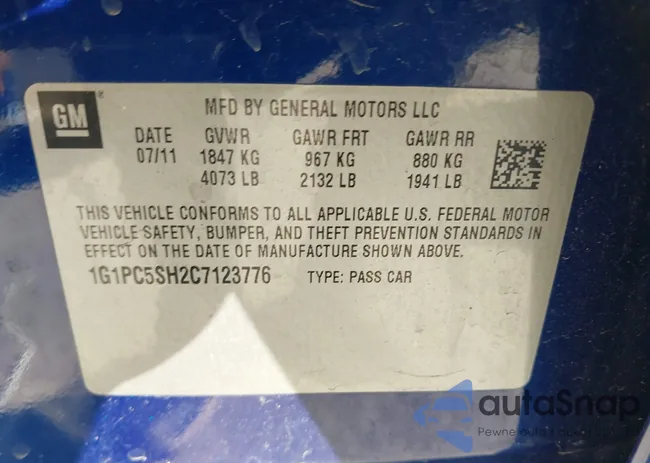 GM
MFD BY GENERAL MOTORS LLC
DATE GVWR GAWR FRT GAWR RR
07/11 1847 KG 967 KG 880 KG
4073 LB 2132 LB 1941 LB
THIS VEHICLE CONFORMS TO ALL APPLICABLE U.S. FEDERAL MOTOR
VEHICLE SAFETY, BUMPER, AND THEFT PREVENTION STANDARDS IN
EFFECT ON THE DATE OF MANUFACTURE SHOWN ABOVE.
1G1PC5SH2C7123776 TYPE: PASS CAR
autoSnap
Pewne auta